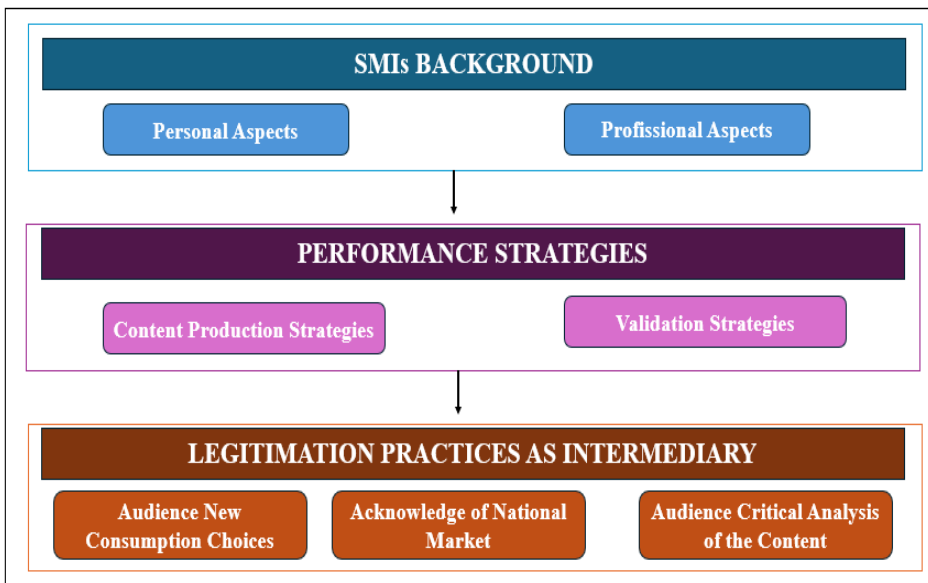 SMIs BACKGROUND
Personal Aspects
Profissional Aspects
PERFORMANCE STRATEGIES
Content Production Strategies
Validation Strategies
LEGITIMATION PRACTICES AS INTERMEDIARY
Audience New
Consumption Choices
Acknowledge of National
Market
Audience Critical Analysis
of the Content